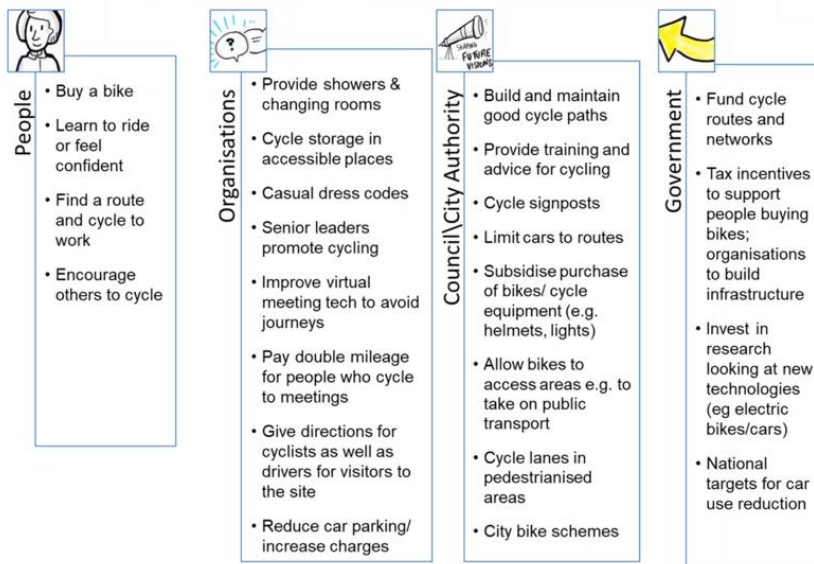 People
• Buy a bike
• Learn to ride
or feel
confident
• Find a route
and cycle to
work
• Encourage
others to cycle
?
Organisations
• Provide showers &
changing rooms
• Cycle storage in
accessible places
• Casual dress codes
• Senior leaders
promote cycling
• Improve virtual
meeting tech to avoid
journeys
• Pay double mileage
for people who cycle
to meetings
• Give directions for
cyclists as well as
drivers for visitors to
the site
• Reduce car parking/
increase charges
SHARING
FUTURE
VISIONS
Council\City Authority
• Build and maintain
good cycle paths
• Provide training and
advice for cycling
• Cycle signposts
• Limit cars to routes
• Subsidise purchase
of bikes/ cycle
equipment (e.g.
helmets, lights)
• Allow bikes to
access areas e.g. to
take on public
transport
• Cycle lanes in
pedestrianised
areas
• City bike schemes
Government
• Fund cycle
routes and
networks
• Tax incentives
to support
people buying
bikes;
organisations
to build
infrastructure
• Invest in
research
looking at new
technologies
(eg electric
bikes/cars)
• National
targets for car
use reduction